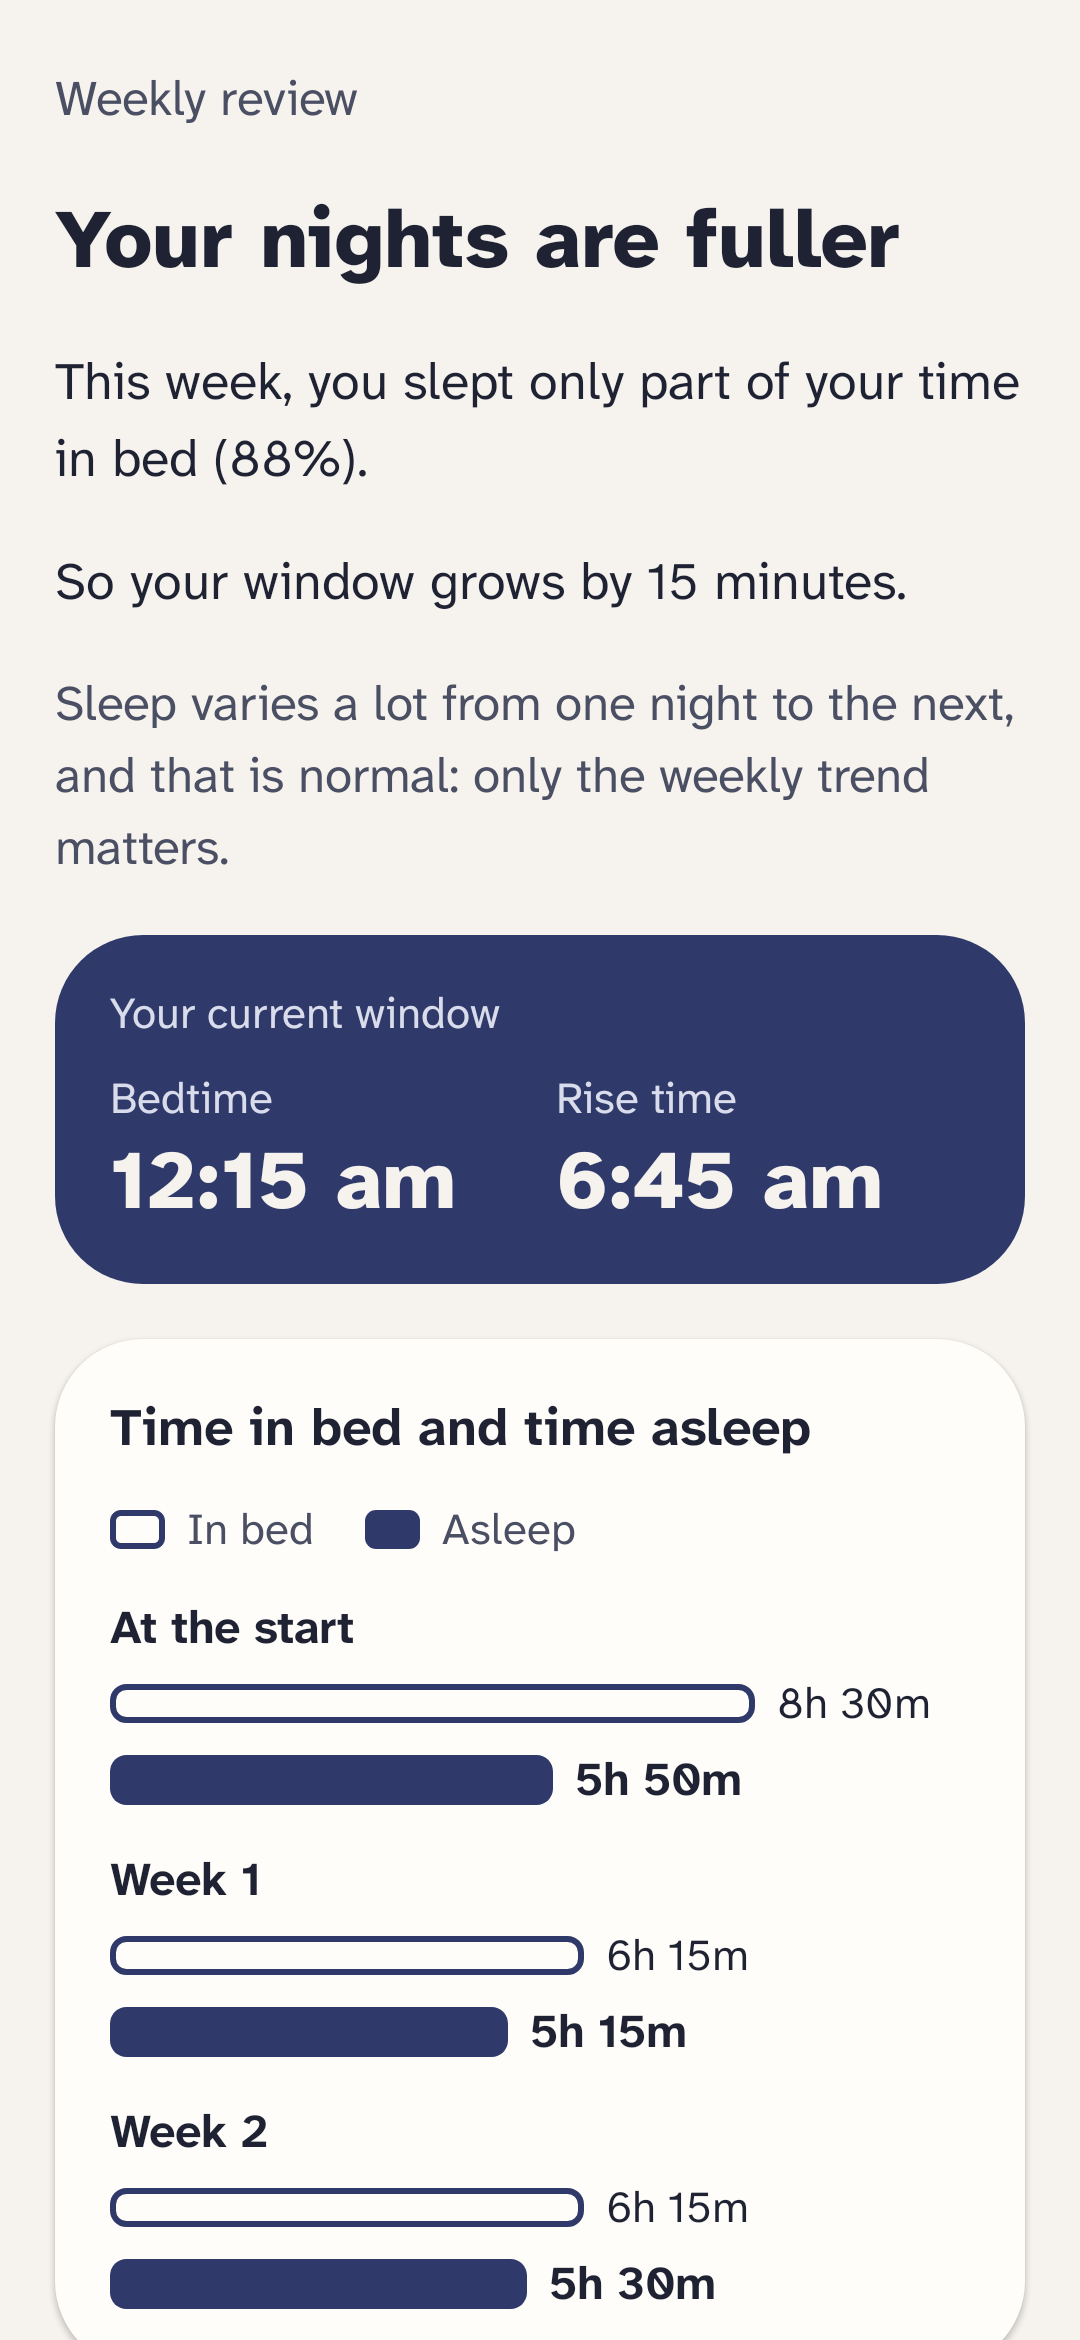 Weekly review
Your nights are fuller
This week, you slept only part of your time
in bed (88%).
So your window grows by 15 minutes.
Sleep varies a lot from one night to the next,
and that is normal: only the weekly trend
matters.
Your current window
Bedtime
12:15 am
Rise time
6:45 am
Time in bed and time asleep
In bed
Asleep
At the start
8h 30m
5h 50m
Week 1
6h 15m
5h 15m
Week 2
6h 15m
5h 30m